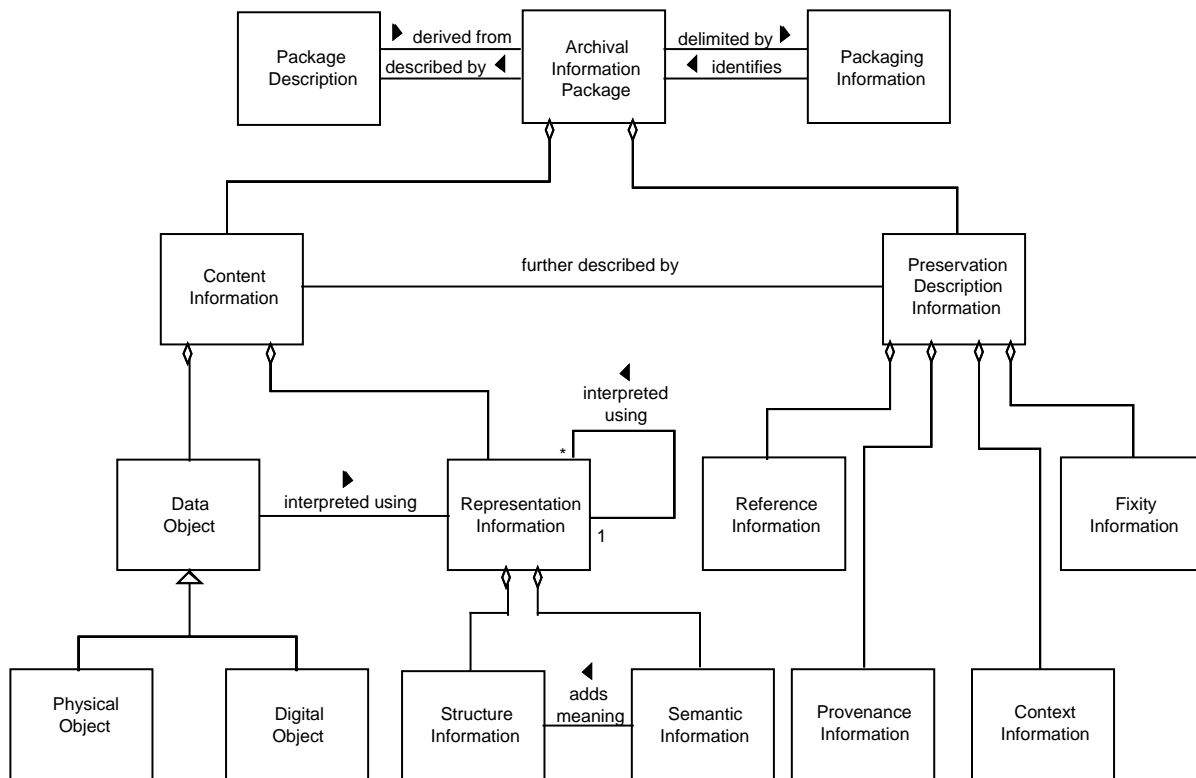 Package
Description
derived from
described by
Archival
Information
Package
delimited by
identifies
Packaging
Information
Content
Information
further described by
Preservation
Description
Information
interpreted
using
*
1
Data
Object
interpreted using
Representation
Information
Reference
Information
Fixity
Information
Physical
Object
Digital
Object
Structure
Information
adds
meaning
Semantic
Information
Provenance
Information
Context
Information